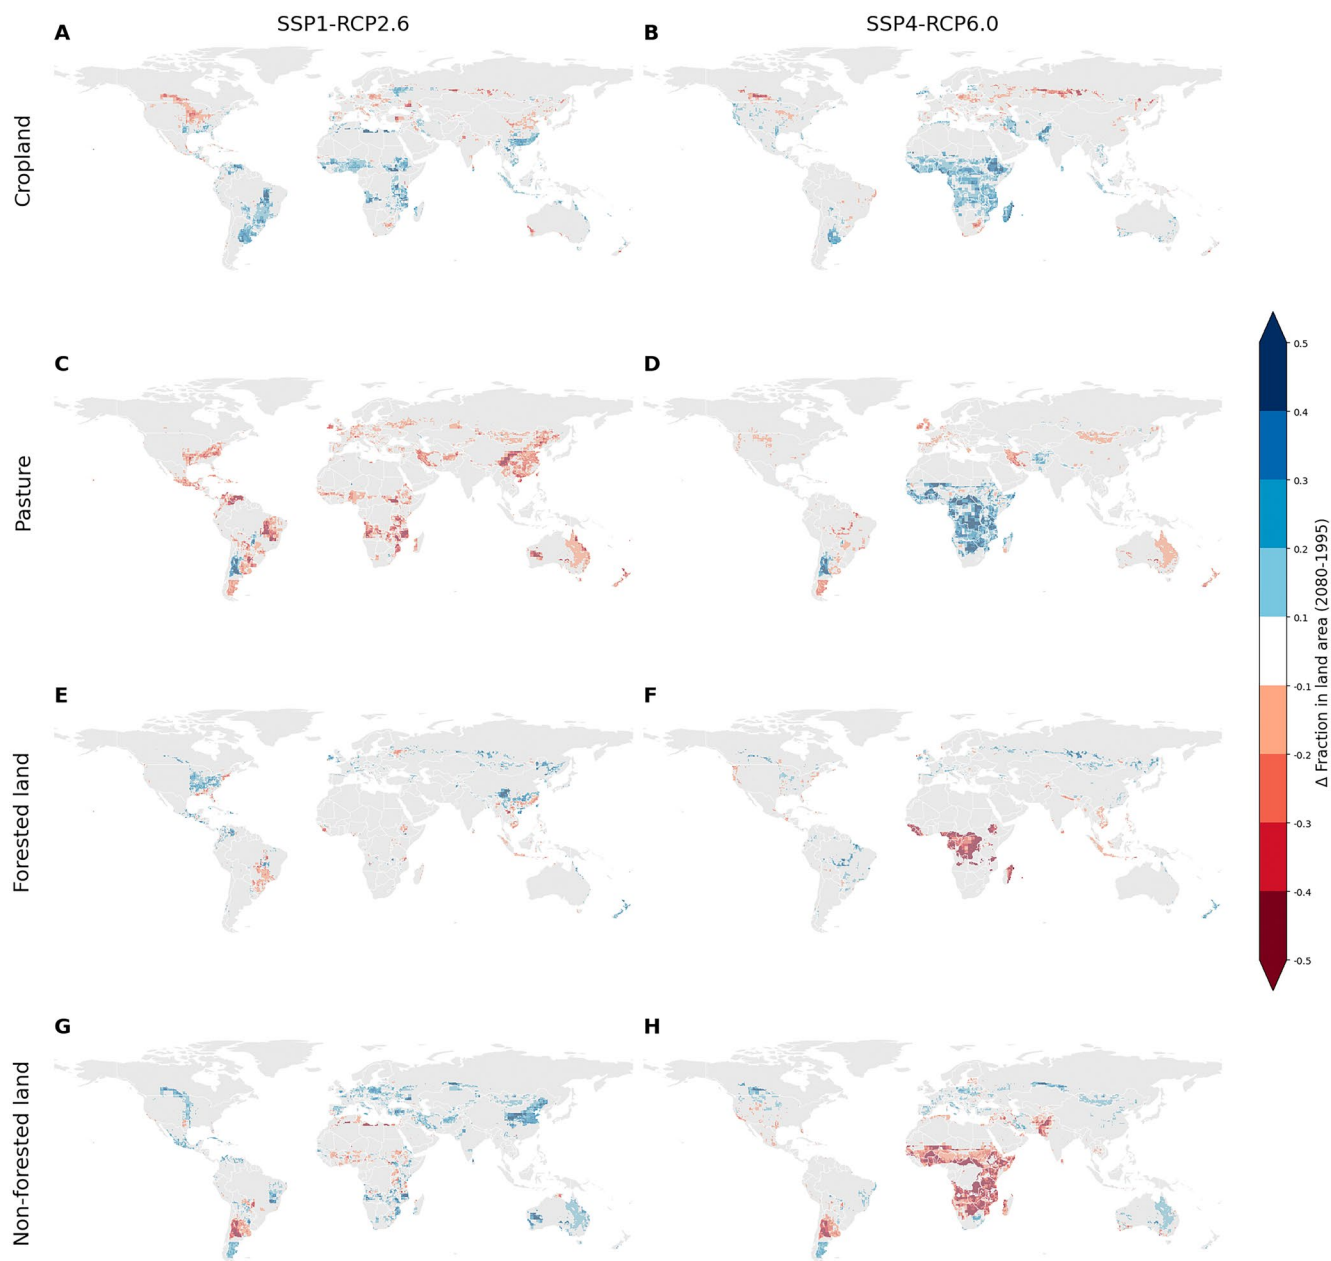 SSP1-RCP2.6
SSP4-RCP6.0
A
B
Cropland
C
D
Pasture
E
F
Forested land
G
H
Non-forested land
0.5
0.4
0.3
0.2
0.1
-0.1
-0.2
-0.3
-0.4
-0.5
Δ Fraction in land area (2080-1995)